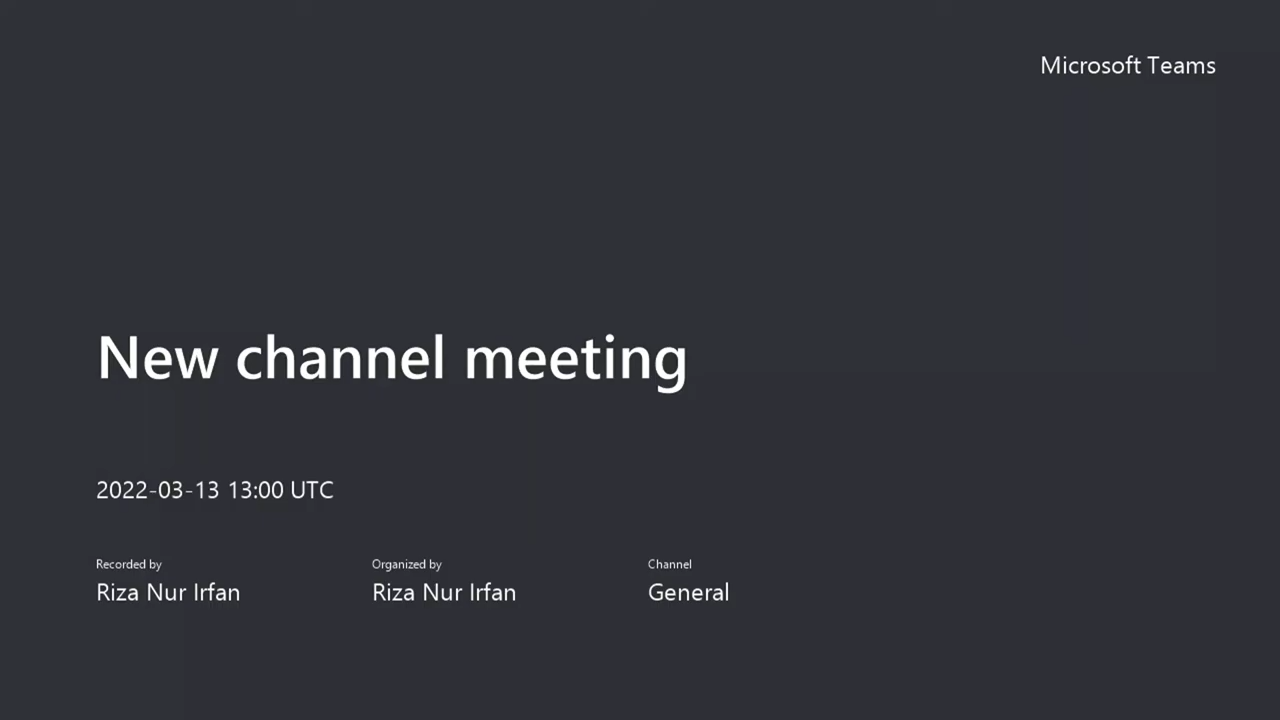 Microsoft Teams
New channel meeting
2022-03-13 13:00 UTC
Recorded by
Riza Nur Irfan
Organized by
Riza Nur Irfan
Channel
General